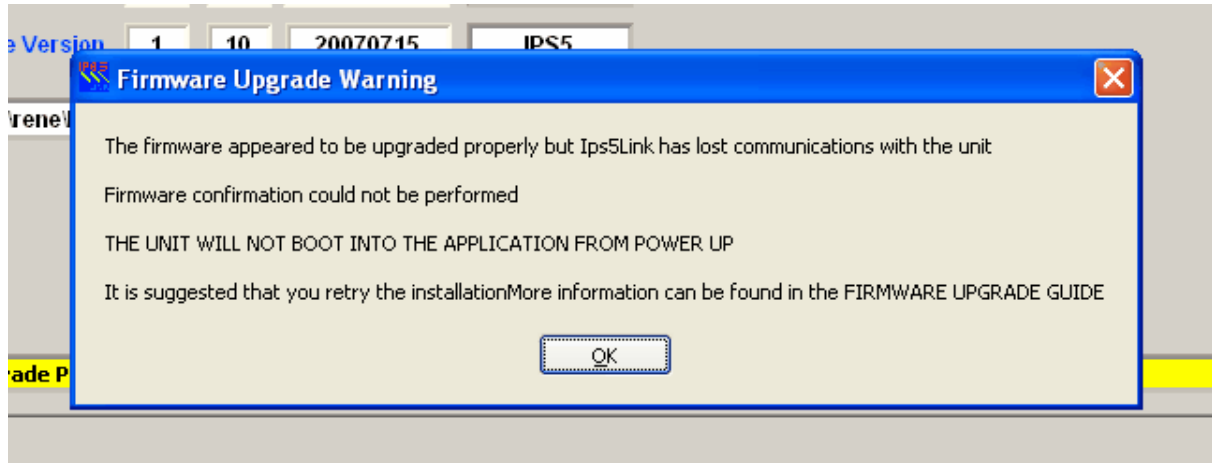 e Version 1 10 20070715 IPS5
Firmware Upgrade Warning
\rene\
The firmware appeared to be upgraded properly but Ips5Link has lost communications with the unit
Firmware confirmation could not be performed
THE UNIT WILL NOT BOOT INTO THE APPLICATION FROM POWER UP
It is suggested that you retry the installationMore information can be found in the FIRMWARE UPGRADE GUIDE
OK
rade P